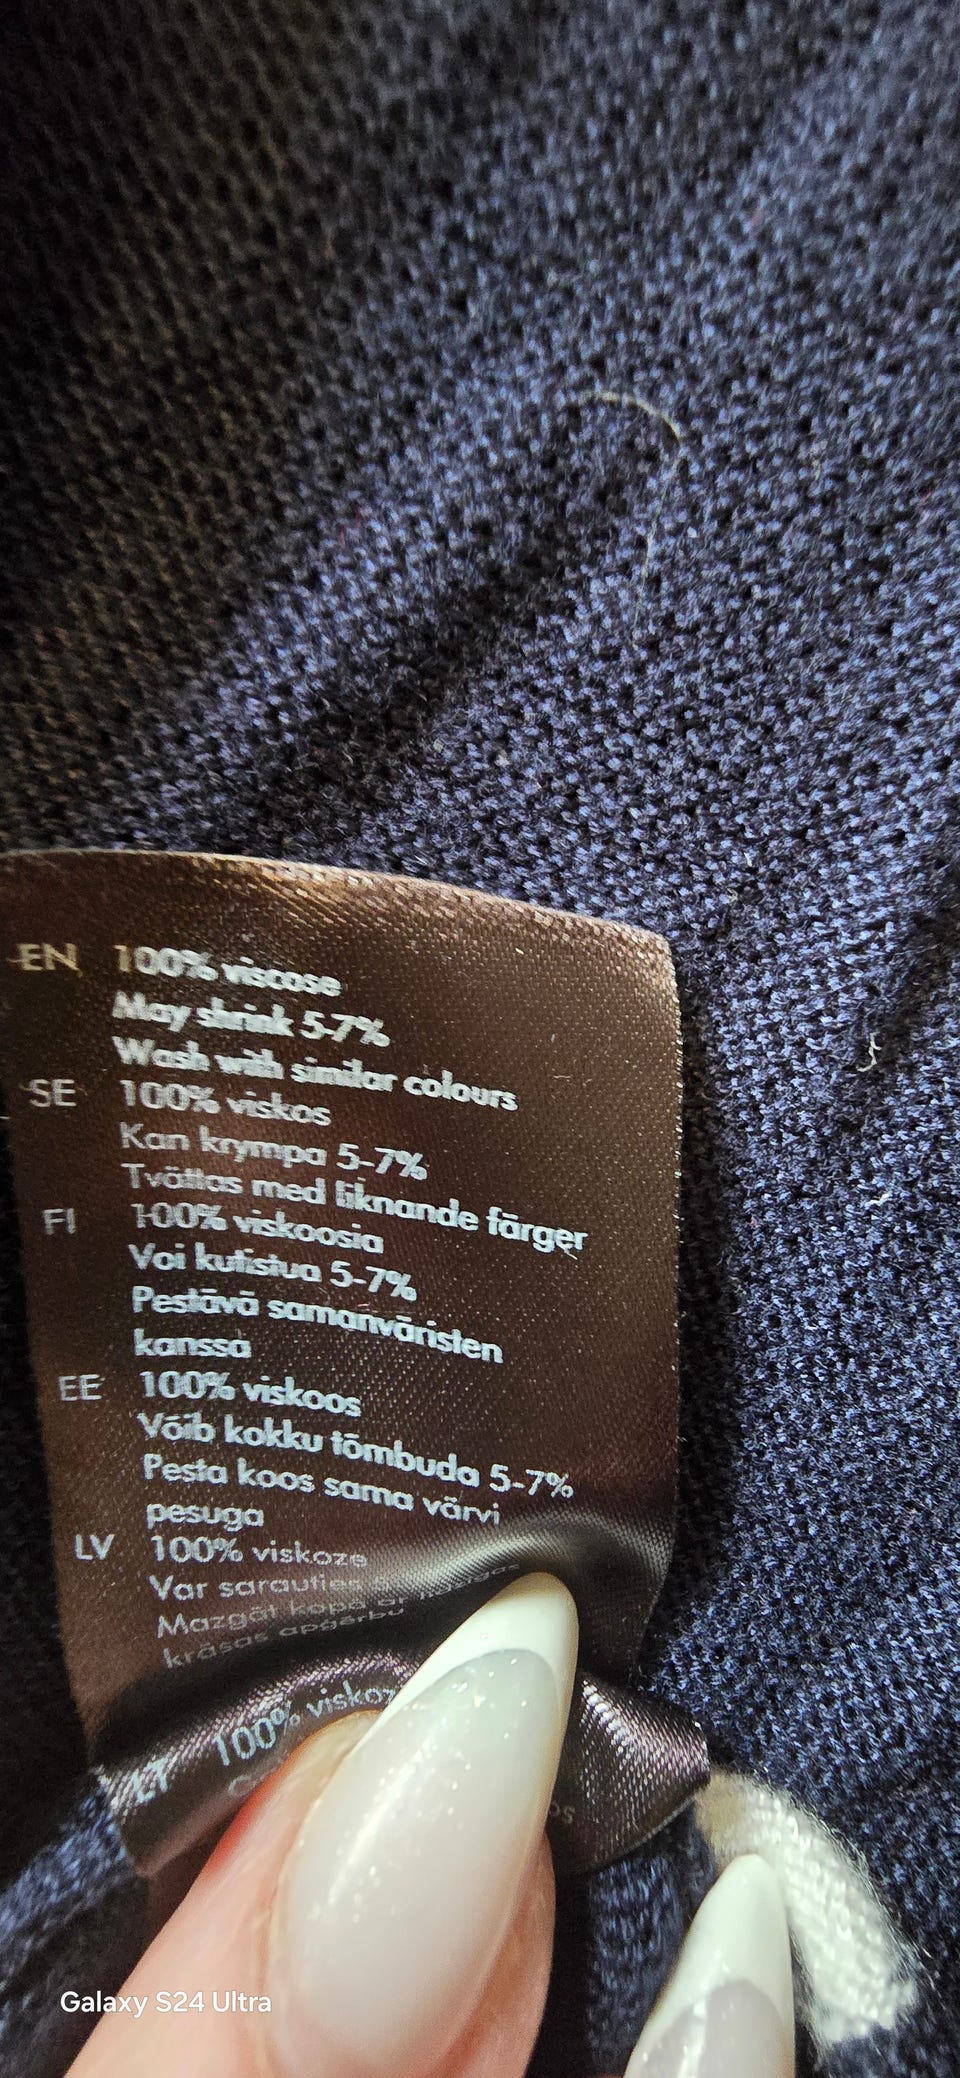 EN 100% viscose
May shrink 5-7%
Wash with similar colours
SE 100% viskos
Kan krympa 5-7%
Tvättas med liknande färger
FI 100% viskoosia
Voi kutistua 5-7%
Pestävä samanväristen
kanssa
EE 100% viskoos
Võib kokku tõmbuda 5-7%
Pesta koos sama värvi
pesuga
LV 100% viskoze
Var sarauties
Mazgāt kopā ar
krāsas apģērbu
LT 100%
Galaxy S24 Ultra